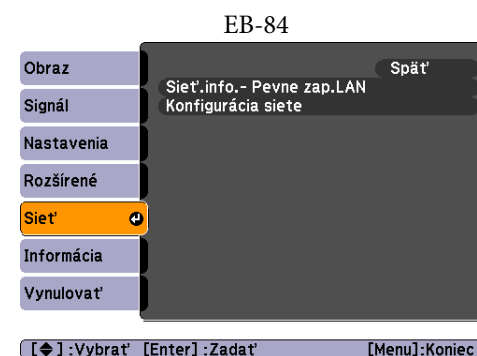 EB-84
Obraz
Signál
Nastavenia
Rozšírené
Sieť
Informácia
Vynulovať
Späť
Sieť.info.- Pevne zap.LAN
Konfigurácia siete
[◆] :Vybrať [Enter] :Zadať [Menu]:Koniec